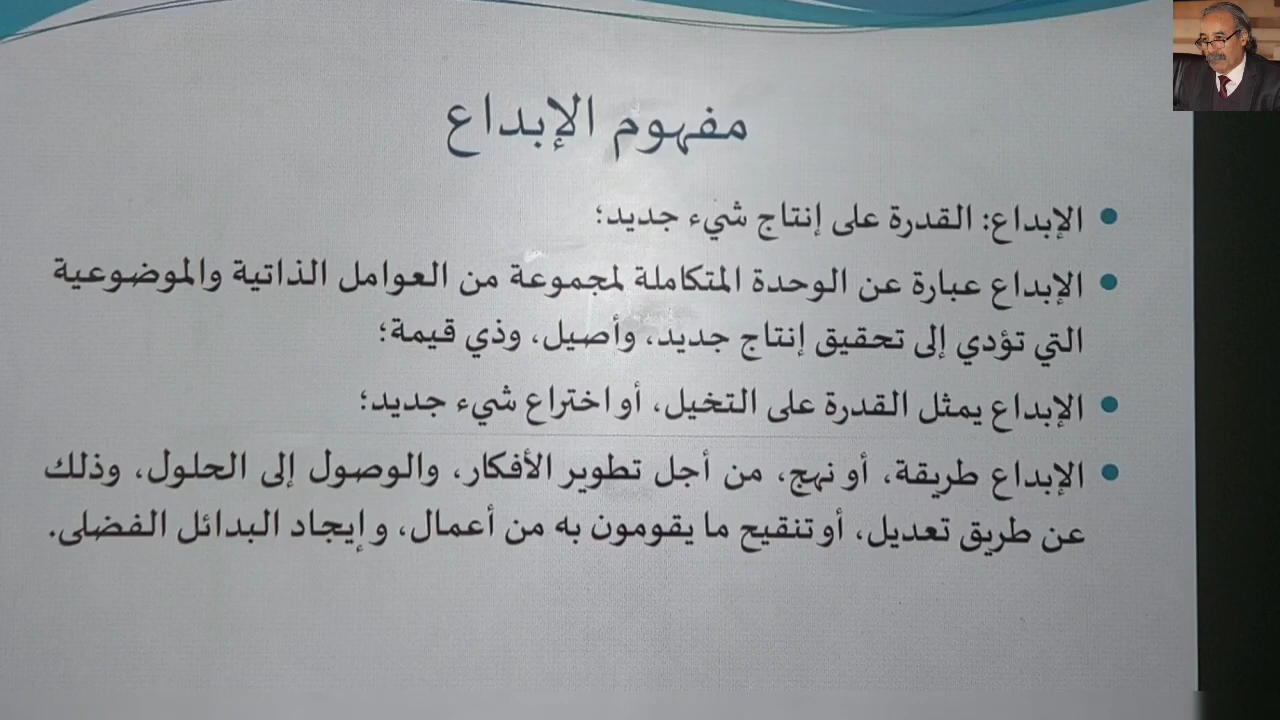 مفهوم الإبداع
الإبداع: القدرة على إنتاج شيء جديد؛
الإبداع عبارة عن الوحدة المتكاملة لمجموعة من العوامل الذاتية والموضوعية
التي تؤدي إلى تحقيق إنتاج جديد، وأصيل، وذي قيمة؛
الإبداع يمثل القدرة على التخيل، أو اختراع شيء جديد؛
الإبداع طريقة، أو نهج، من أجل تطوير الأفكار، والوصول إلى الحلول، وذلك
عن طريق تعديل، أو تنقيح ما يقومون به من أعمال، وإيجاد البدائل الفضلى.